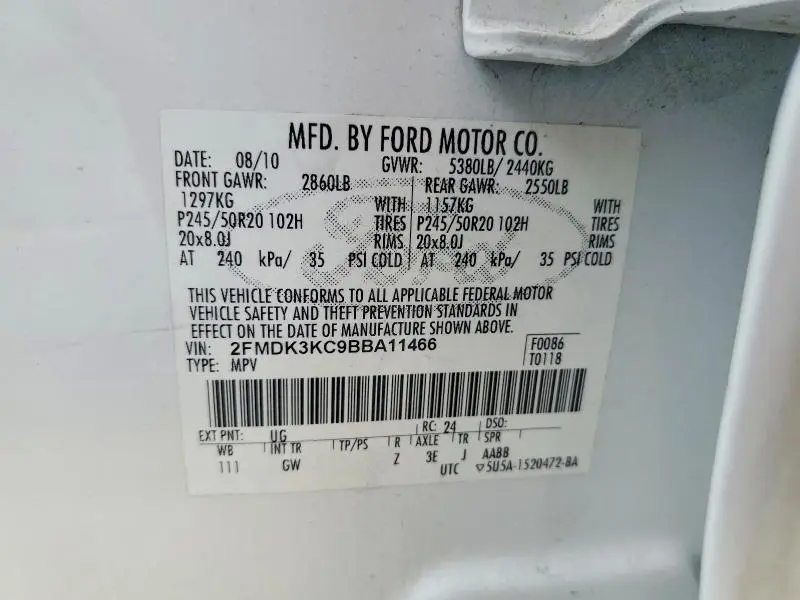 MFD. BY FORD MOTOR CO.
DATE: 08/10 GVWR: 5380LB/ 2440KG
FRONT GAWR: 2860LB REAR GAWR: 2550LB
1297KG WITH 1157KG WITH
P245/50R20 102H TIRES P245/50R20 102H TIRES
20x8.0J RIMS 20x8.0J RIMS
AT 240 kPa/ 35 PSI COLD AT 240 kPa/ 35 PSI COLD
Ford
THIS VEHICLE CONFORMS TO ALL APPLICABLE FEDERAL MOTOR
VEHICLE SAFETY AND THEFT PREVENTION STANDARDS IN
EFFECT ON THE DATE OF MANUFACTURE SHOWN ABOVE.
VIN: 2FMDK3KC9BBA11466 F0086
TYPE: MPV T0118
EXT PNT: UG RC: 24 DSO:
WB INT TR TP/PS R AXLE TR SPR
111 GW Z 3E J AABB
UTC ▽5U5A-1520472-BA